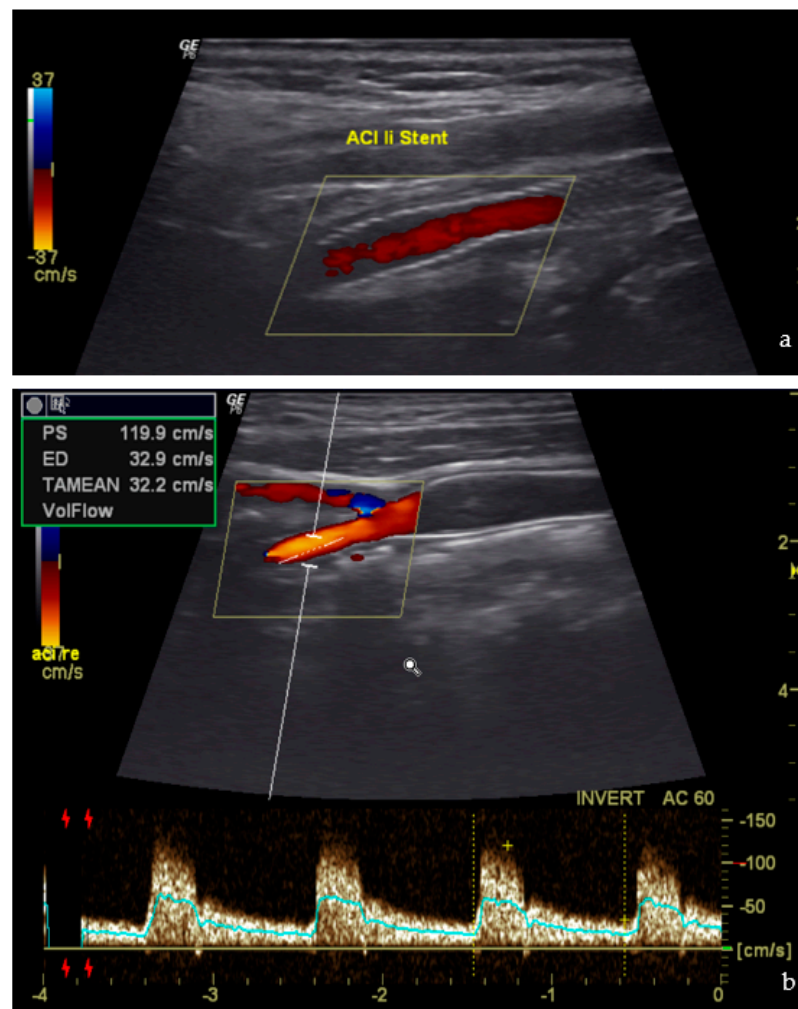 GE
PB
37
ACI li Stent
-37
cm/s
a
GE
PB
PS 119.9 cm/s
ED 32.9 cm/s
TAMEAN 32.2 cm/s
VolFlow
2
aci re
cm/s
4
INVERT AC 60
-150
-100
-50
[cm/s]
-4 -3 -2 -1 0
b